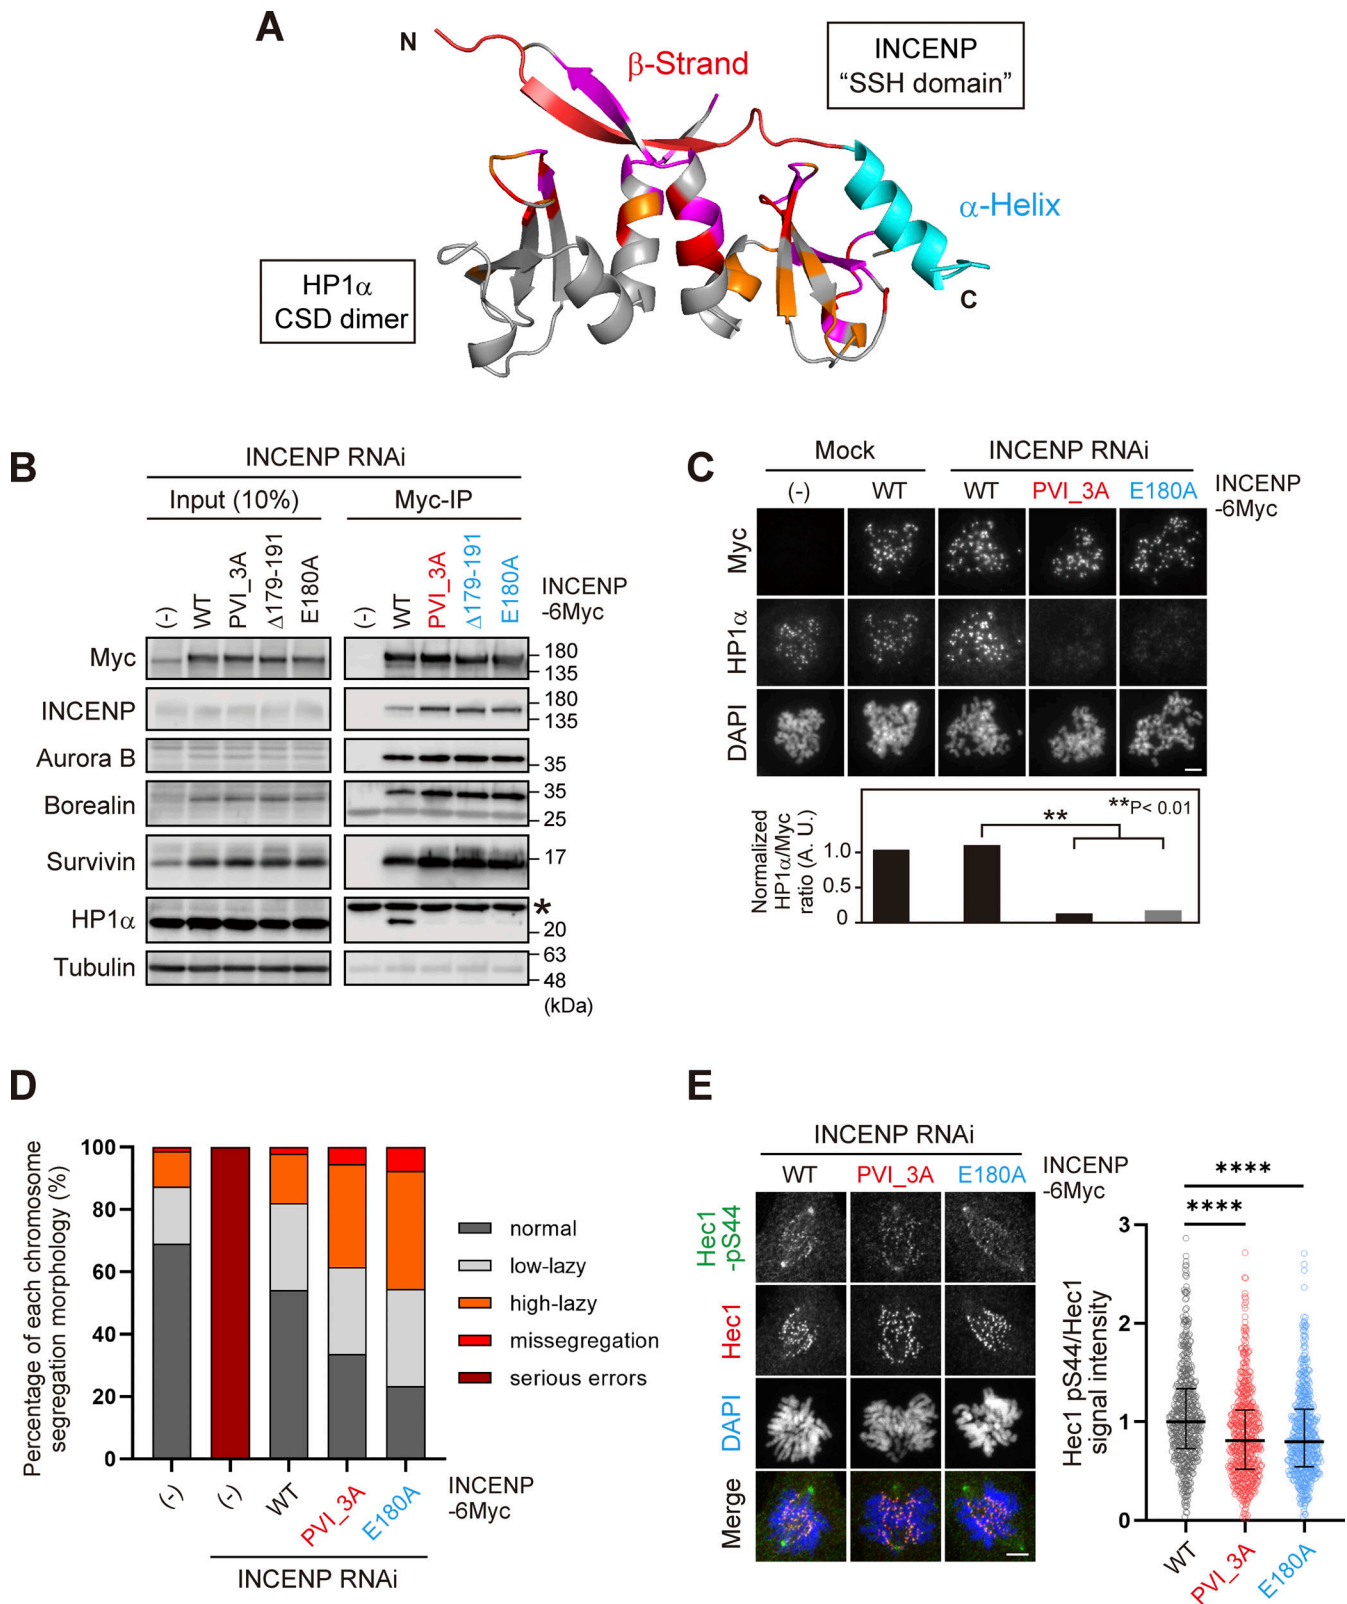 A
N
β-Strand
INCENP
“SSH domain”
α-Helix
HP1α
CSD dimer
C
B
INCENP RNAi
Input (10%)
Myc-IP
(-)
WT
PVI_3A
Δ179-191
E180A
(-)
WT
PVI_3A
Δ179-191
E180A
INCENP
-6Myc
Myc
180
135
INCENP
180
135
Aurora B
35
Borealin
35
25
Survivin
17
HP1α
*
20
Tubulin
63
48
(kDa)
C
Mock
INCENP RNAi
(-)
WT
WT
PVI_3A
E180A
INCENP
-6Myc
Myc
HP1α
DAPI
Normalized
HP1α/Myc
ratio (A. U.)
1.0
0.5
0
**
**P< 0.01
D
Percentage of each chromosome
segregation morphology (%)
100
80
60
40
20
0
normal
low-lazy
high-lazy
missegregation
serious errors
(-)
(-)
WT
PVI_3A
E180A
INCENP
-6Myc
INCENP RNAi
E
INCENP RNAi
WT
PVI_3A
E180A
INCENP
-6Myc
Hec1
-pS44
Hec1
DAPI
Merge
Hec1 pS44/Hec1
signal intensity
3
2
1
0
****
****
WT
PVI_3A
E180A